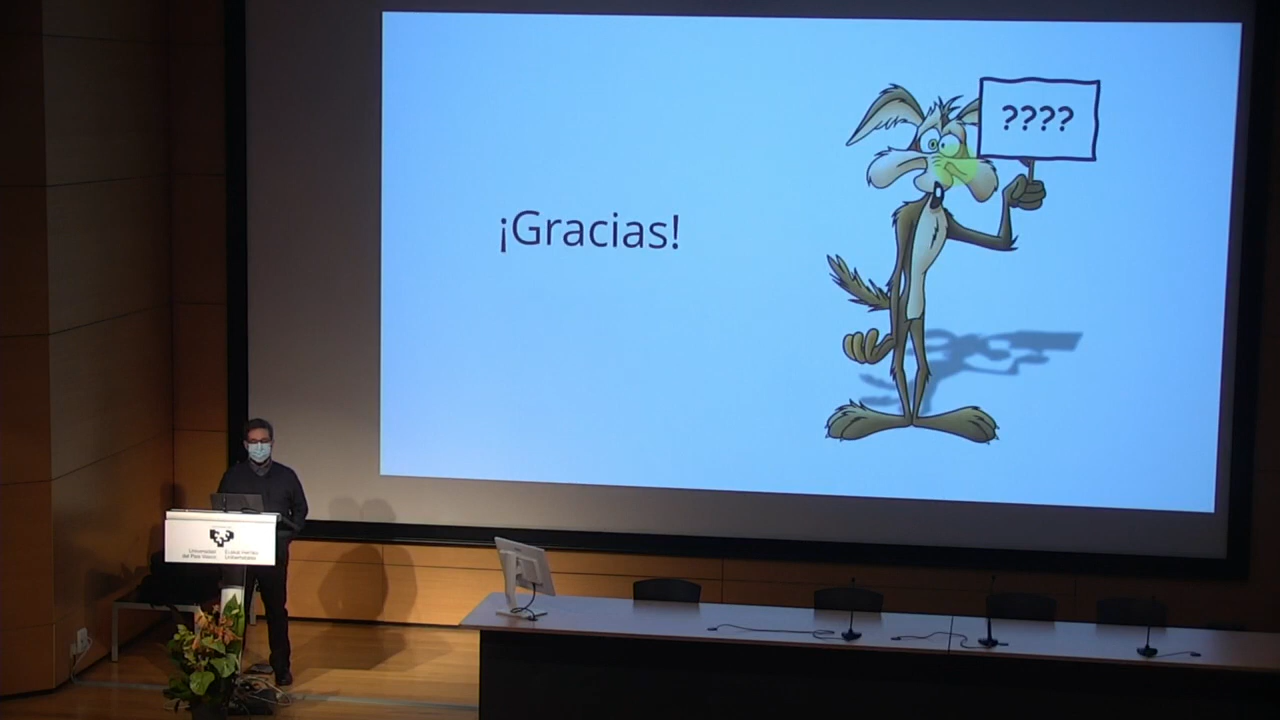 ¡Gracias!
????
Universidad
del País Vasco
Euskal Herriko
Unibertsitatea